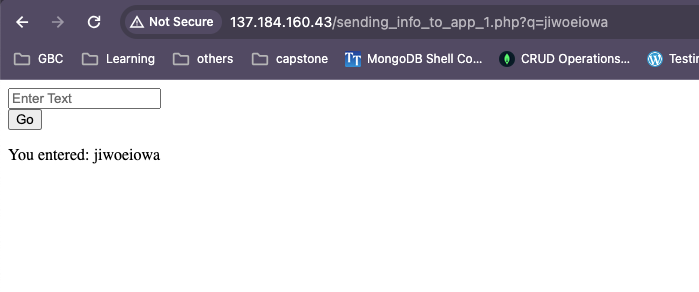 Not Secure 137.184.160.43/sending_info_to_app_1.php?q=jiwoeiowa
GBC Learning others capstone TT MongoDB Shell Co... CRUD Operations... Testin
Enter Text
Go
You entered: jiwoeiowa